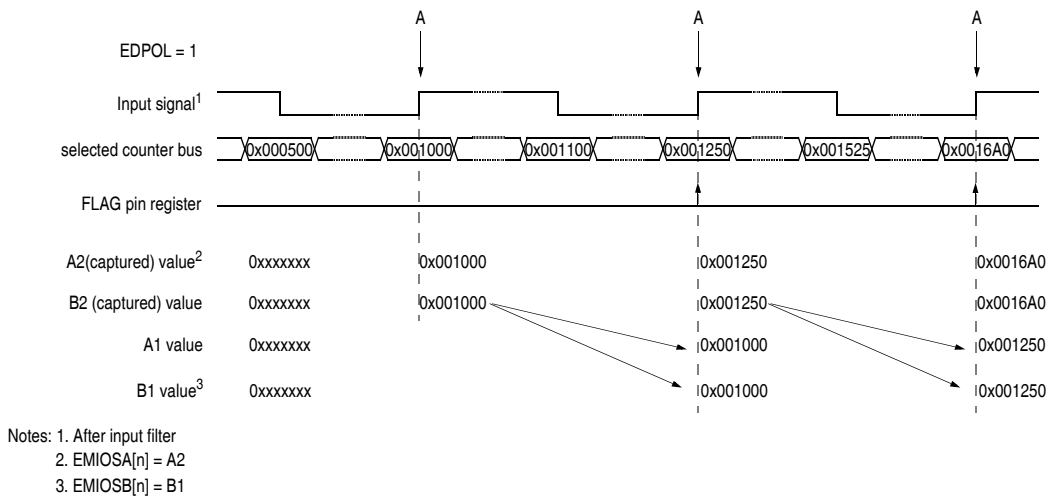 A A A
EDPOL = 1
Input signal1
selected counter bus 0x000500 0x001000 0x001100 0x001250 0x001525 0x0016A0
FLAG pin register
A2(captured) value2 0xxxxxxx 0x001000 0x001250 0x0016A0
B2 (captured) value 0xxxxxxx 0x001000 0x001250 0x0016A0
A1 value 0xxxxxxx 0x001000 0x001250
B1 value3 0xxxxxxx 0x001000 0x001250
Notes: 1. After input filter
2. EMIOSA[n] = A2
3. EMIOSB[n] = B1